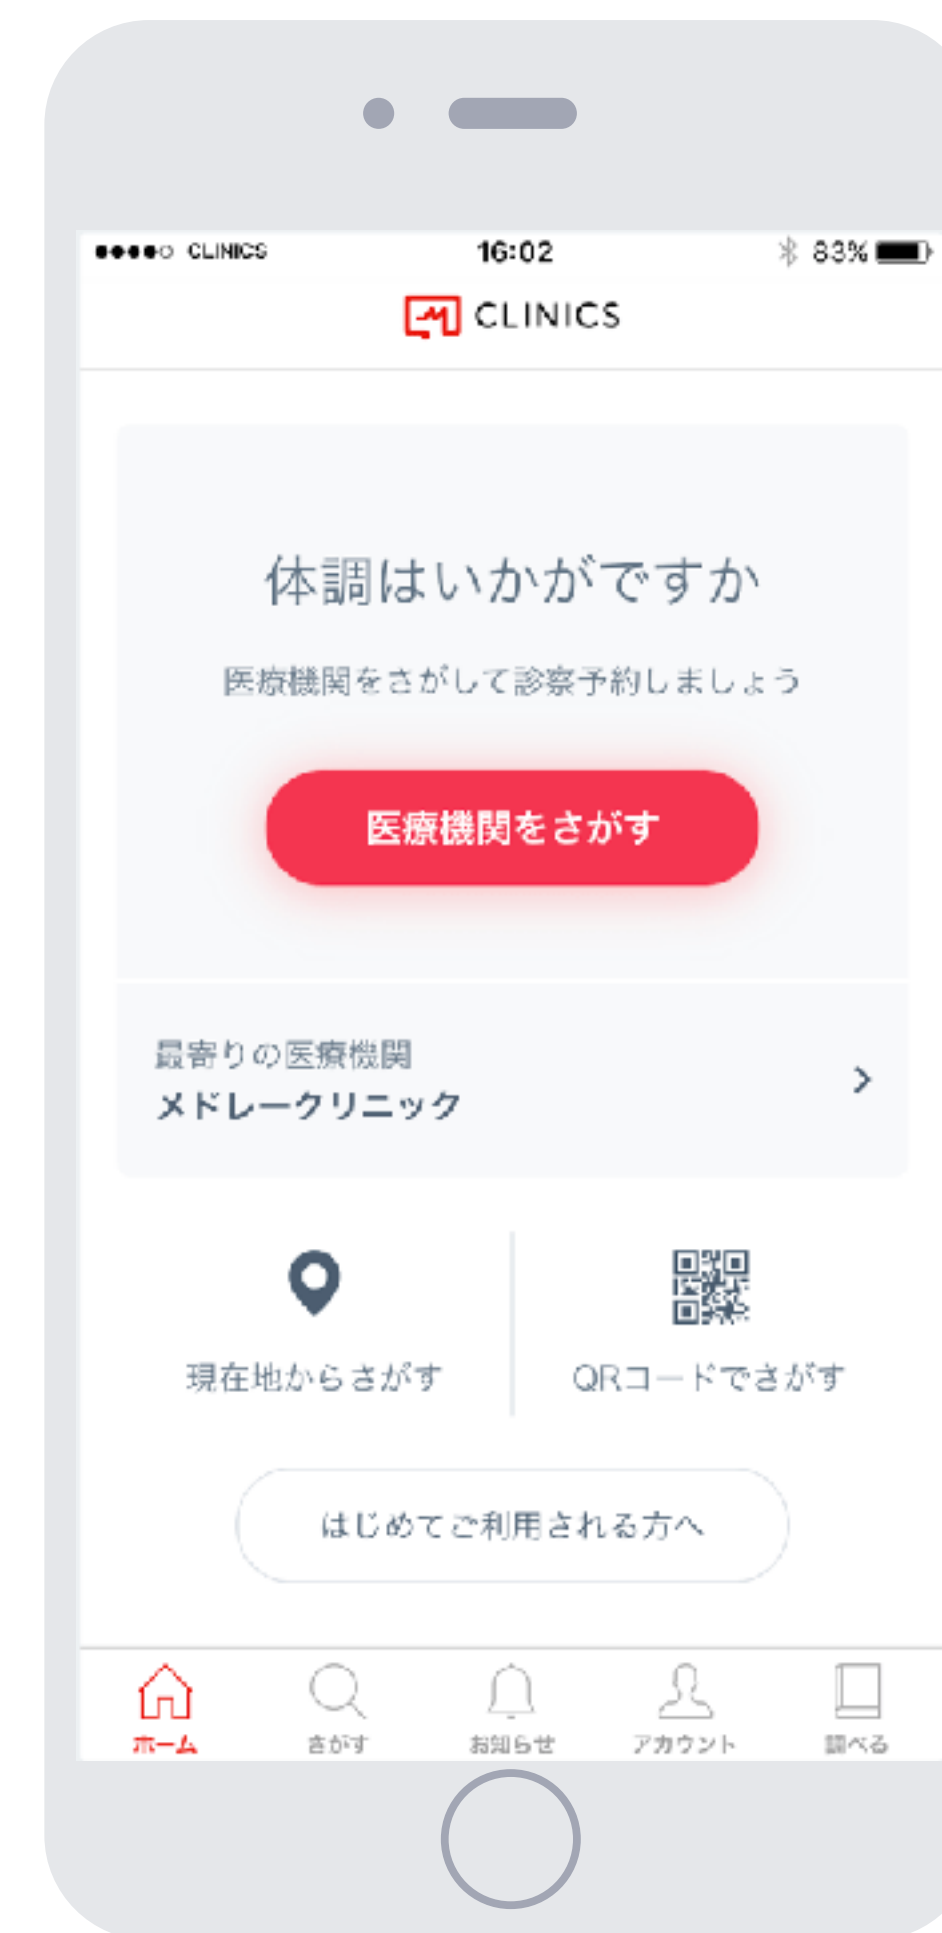 CLINICS 16:02 83%
CLINICS
体調はいかがですか
医療機関をさがして診察予約しましょう
医療機関をさがす
最寄りの医療機関
メドレークリニック
現在地からさがす QRコードでさがす
はじめてご利用される方へ
ホーム さがす お知らせ アカウント 調べる